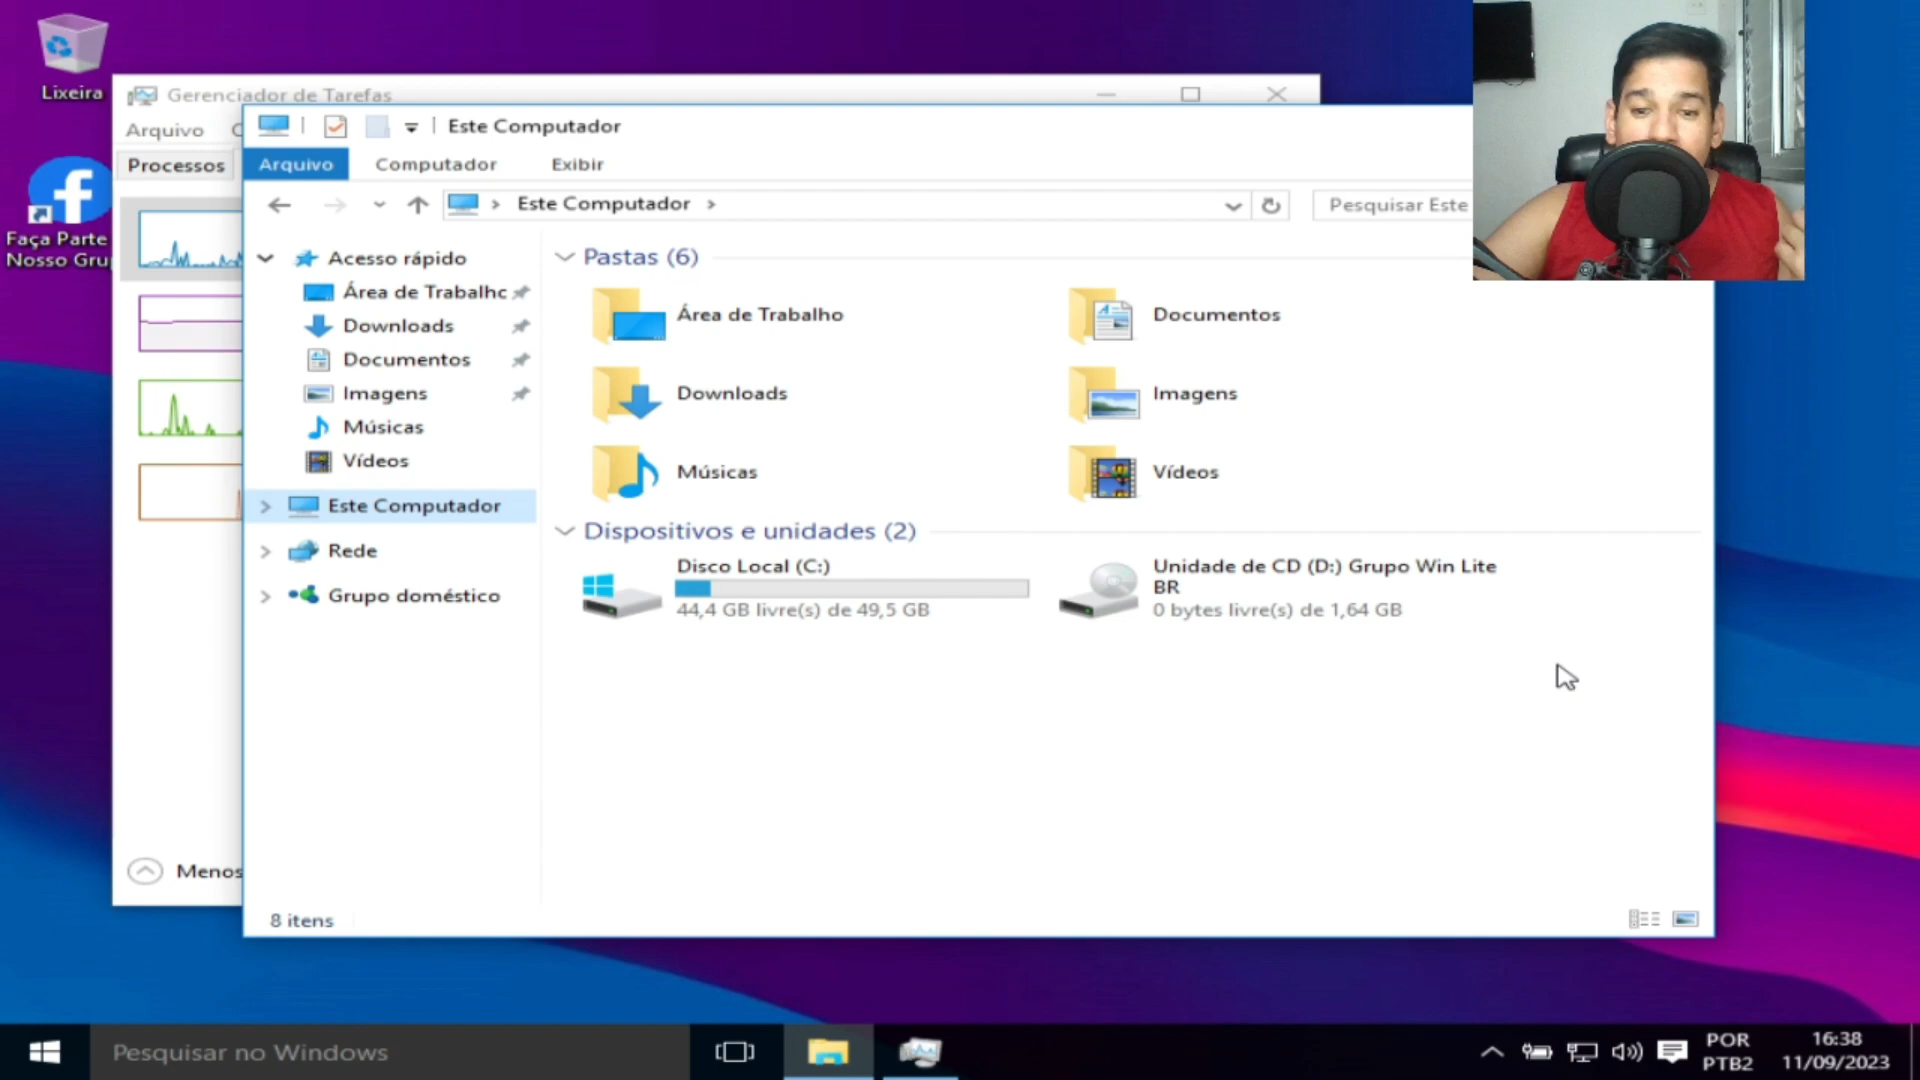 Lixeira
Gerenciador de Tarefas
Arquivo
Processos
Faça Parte
Nosso Gru
Menos
Este Computador
Arquivo
Computador
Exibir
Este Computador
Pesquisar Este
Acesso rápido
Área de Trabalho
Downloads
Documentos
Imagens
Músicas
Vídeos
Este Computador
Rede
Grupo doméstico
Pastas (6)
Área de Trabalho
Documentos
Downloads
Imagens
Músicas
Vídeos
Dispositivos e unidades (2)
Disco Local (C:)
44,4 GB livre(s) de 49,5 GB
Unidade de CD (D:) Grupo Win Lite
BR
0 bytes livre(s) de 1,64 GB
8 itens
Pesquisar no Windows
POR
PTB2
16:38
11/09/2023